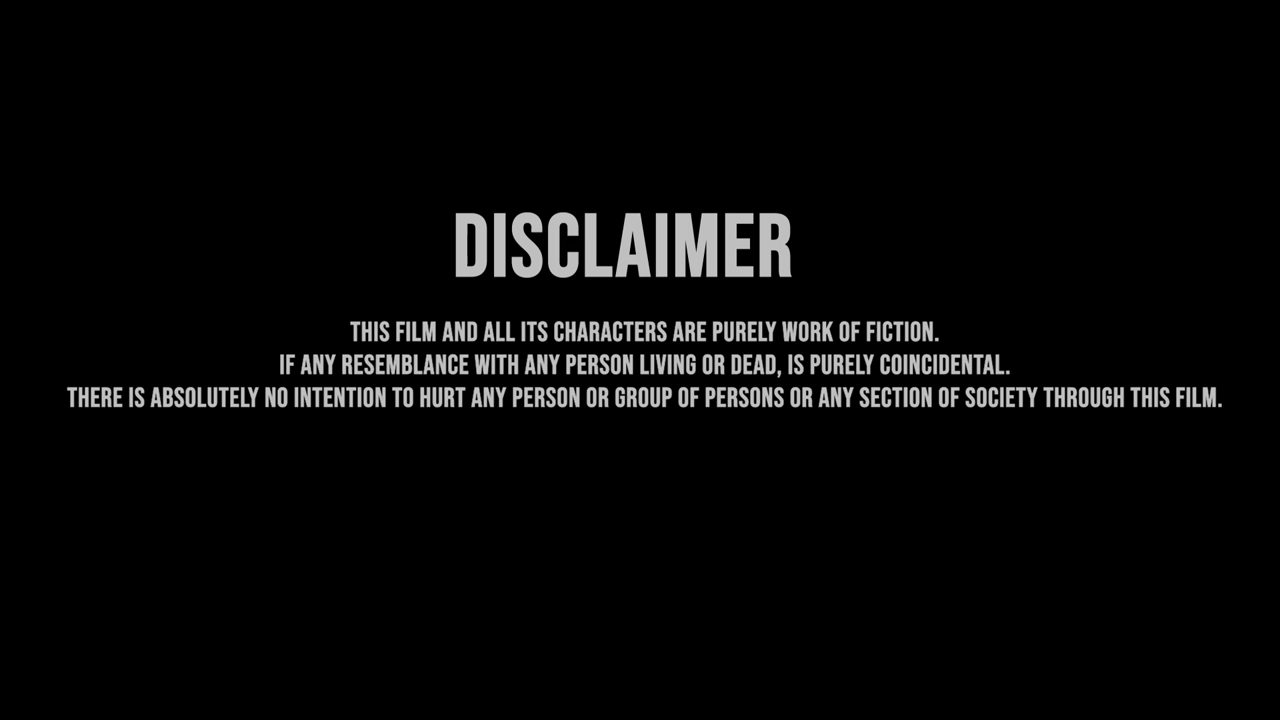 DISCLAIMER
THIS FILM AND ALL ITS CHARACTERS ARE PURELY WORK OF FICTION.
IF ANY RESEMBLANCE WITH ANY PERSON LIVING OR DEAD, IS PURELY COINCIDENTAL.
THERE IS ABSOLUTELY NO INTENTION TO HURT ANY PERSON OR GROUP OF PERSONS OR ANY SECTION OF SOCIETY THROUGH THIS FILM.